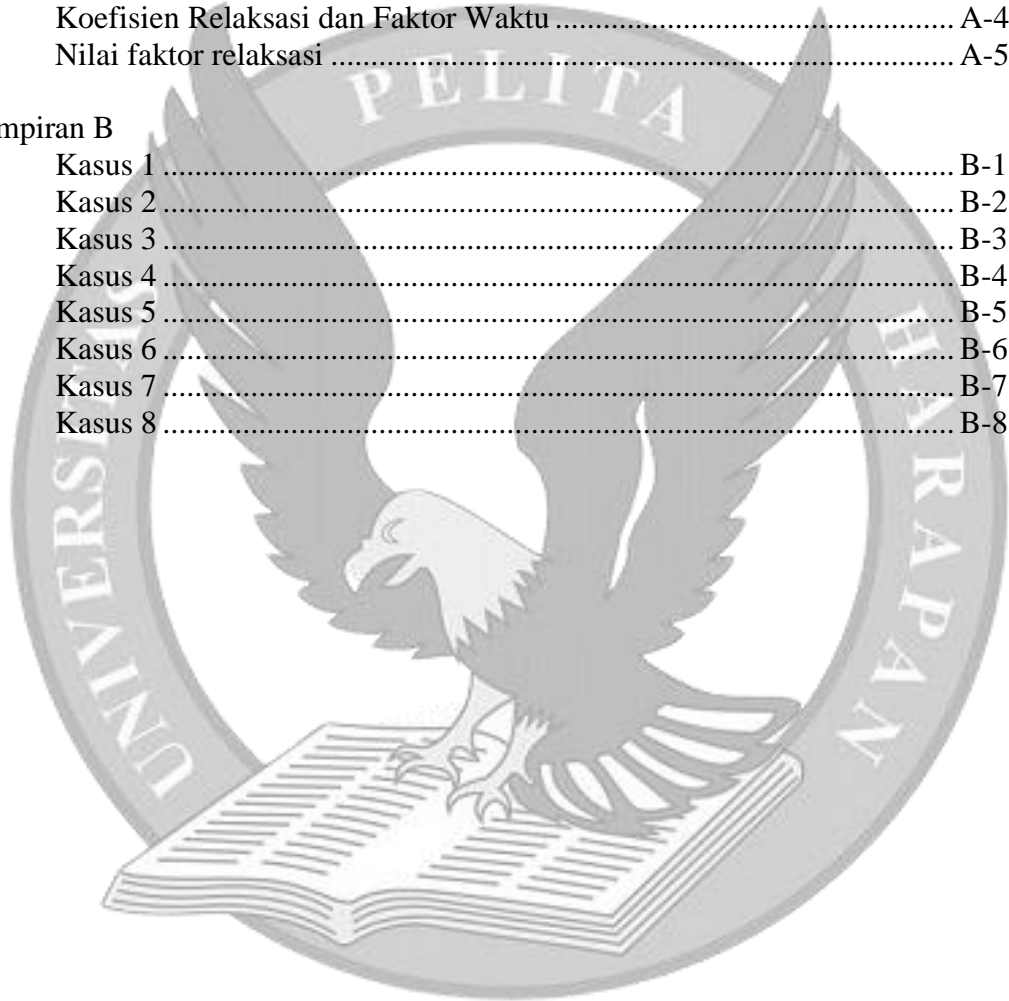 Koefisien Relaksasi dan Faktor Waktu ................................................... A-4
Nilai faktor relaksasi ................................................................................ A-5
mpiran B
Kasus 1 ..................................................................................................... B-1
Kasus 2 ..................................................................................................... B-2
Kasus 3 ..................................................................................................... B-3
Kasus 4 ..................................................................................................... B-4
Kasus 5 ..................................................................................................... B-5
Kasus 6 ..................................................................................................... B-6
Kasus 7 ..................................................................................................... B-7
Kasus 8 ..................................................................................................... B-8
UNIVERSITAS PELITA HARAPAN